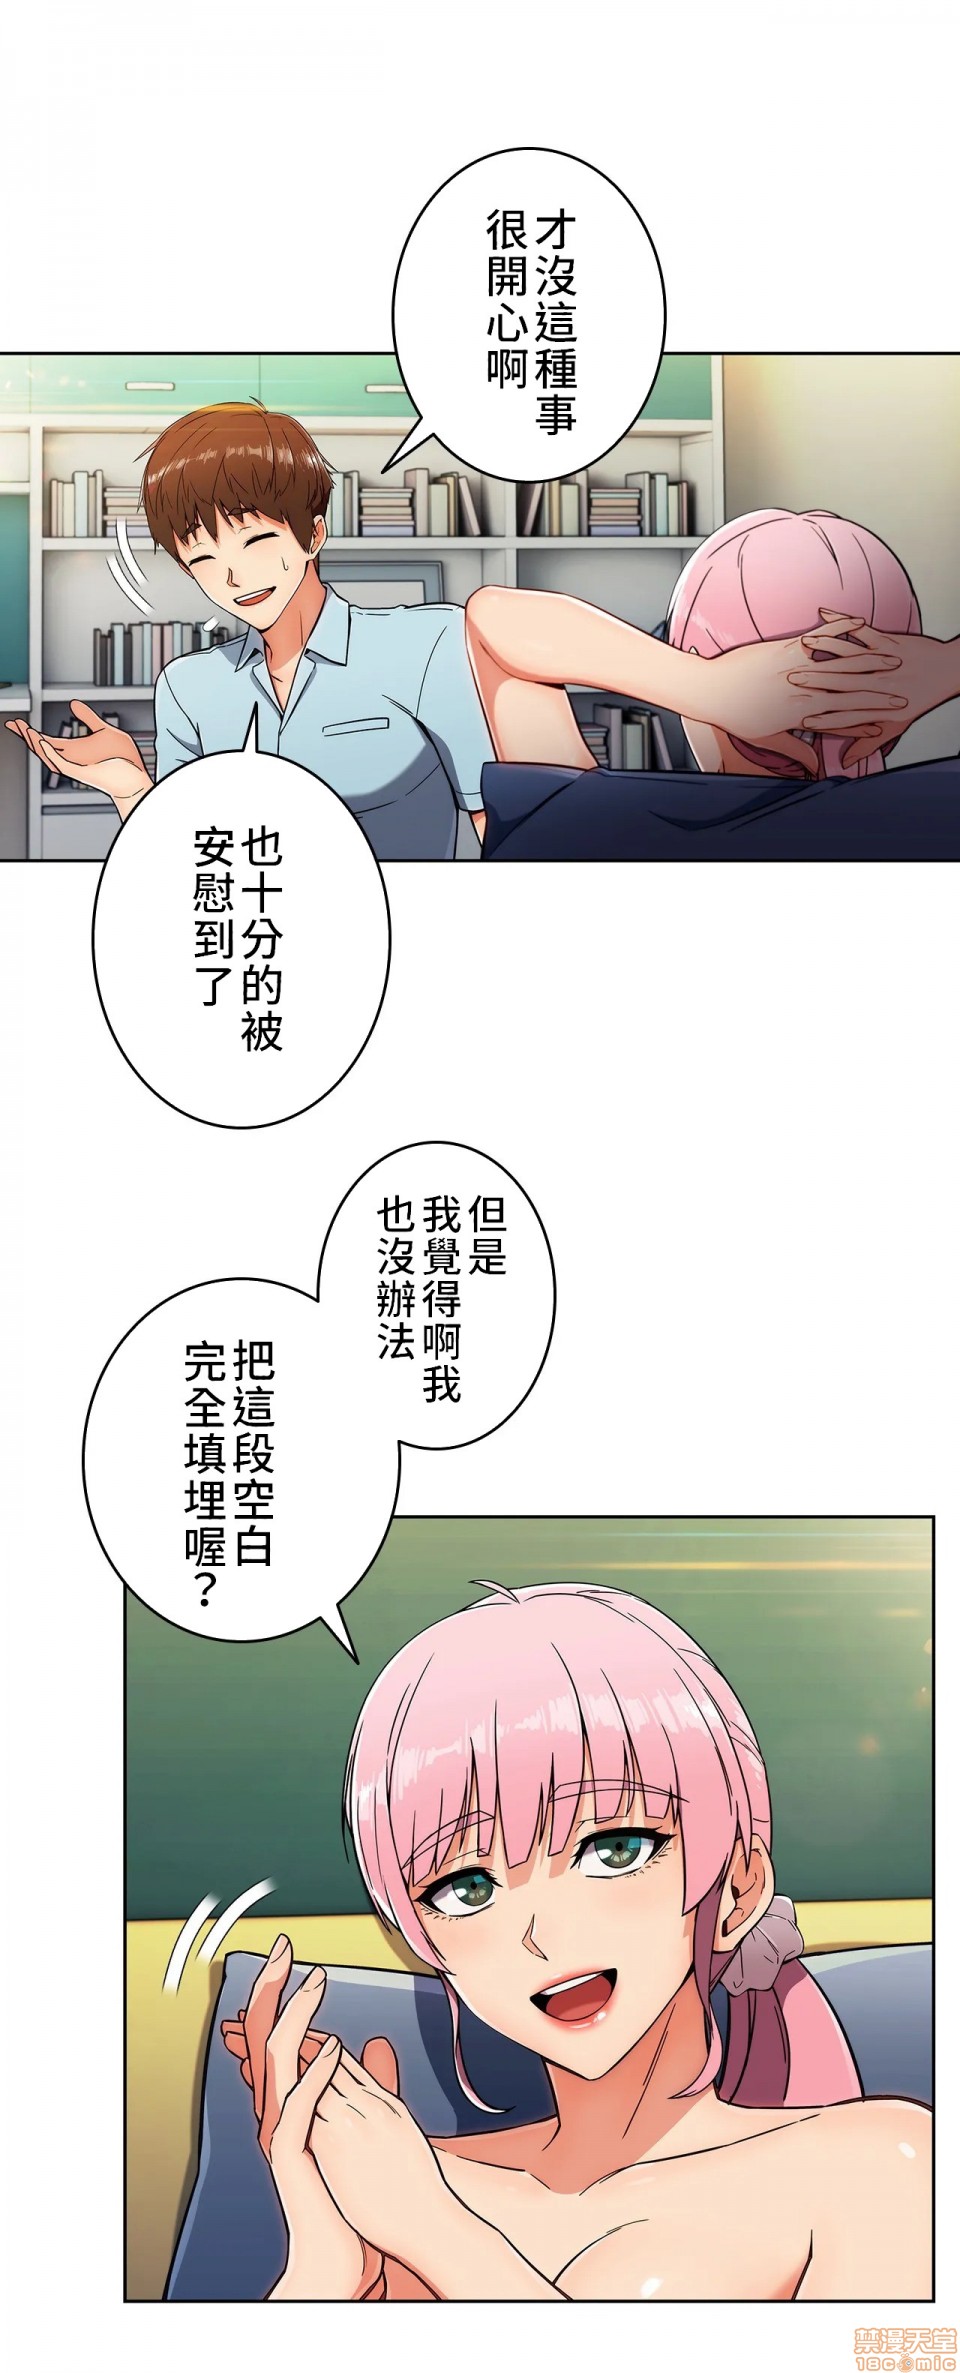 才沒這種事
很開心啊
也十分的被
安慰到了
但是
我覺得啊我
也沒辦法
把這段空白
完全填埋喔？
禁漫天堂
18comic